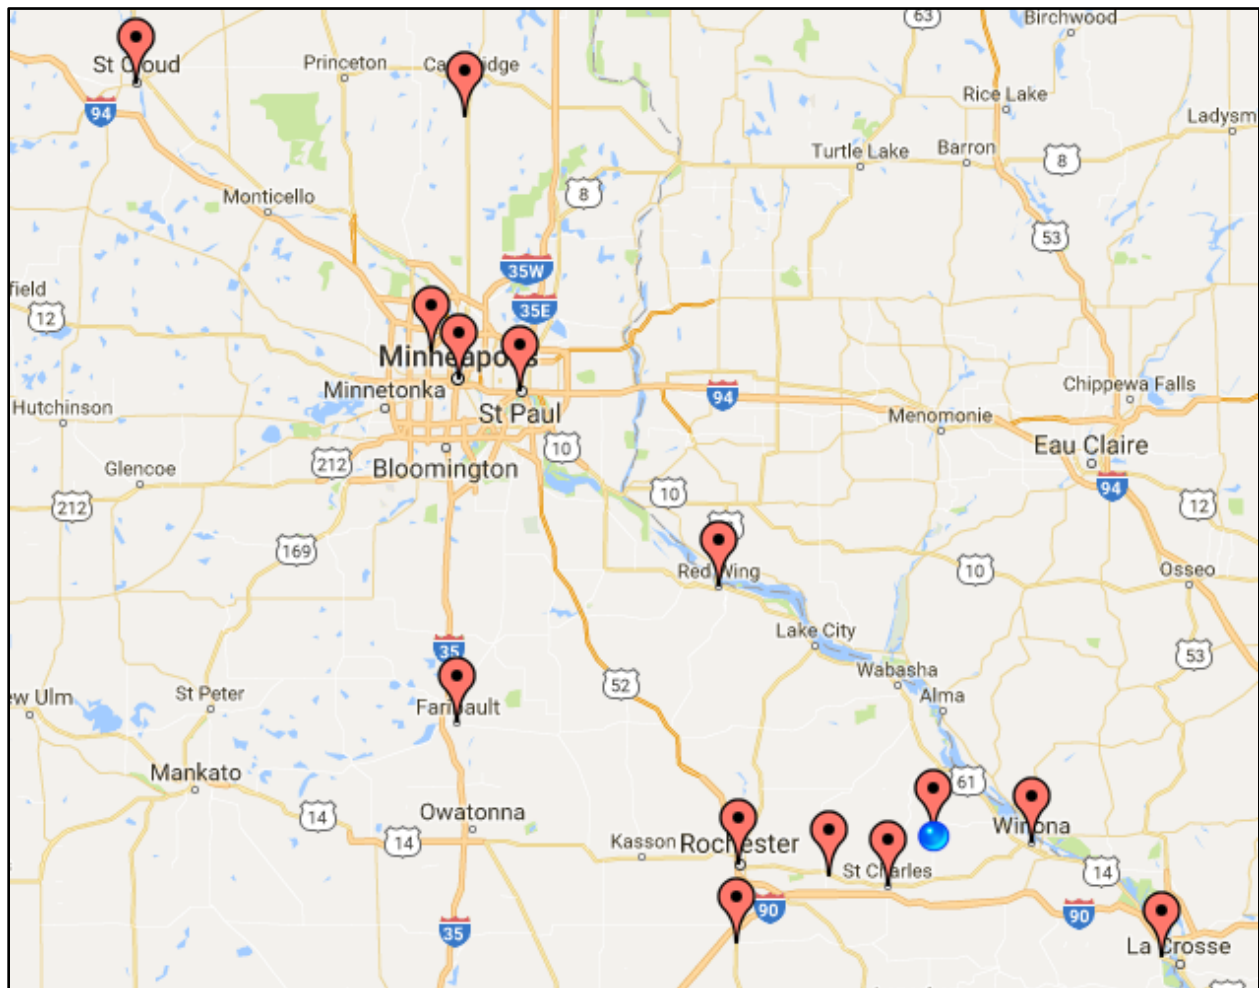 63
Birchwood
St Cloud
Princeton
Rice Lake
94
Ladysm
Turtle Lake
Barron
8
Monticello
8
53
35W
field
12
35E
Minneapolis
Minnetonka
94
Chippewa Falls
Hutchinson
St Paul
Menomonie
Eau Claire
10
212
Glencoe
Bloomington
94
10
12
212
169
Red Wing
10
Osseo
Lake City
35
53
52
Wabasha
St Peter
ew Ulm
Faribault
Alma
Mankato
61
14
Owatonna
Winona
14
Kasson
Rochester
St Charles
14
90
90
35
La Crosse